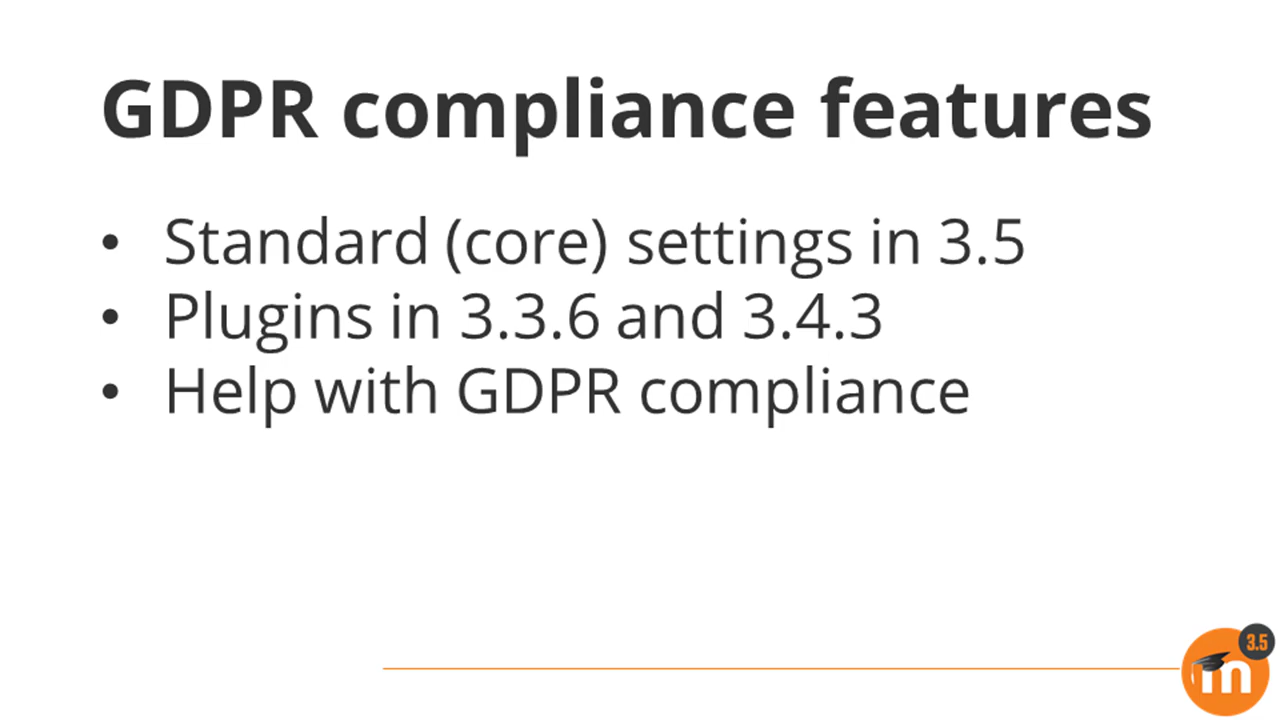 GDPR compliance features
• Standard (core) settings in 3.5
• Plugins in 3.3.6 and 3.4.3
• Help with GDPR compliance
3.5
m